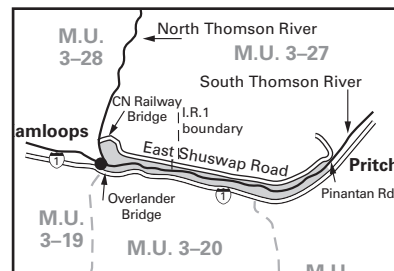 North Thomson River
M.U.
3–28
M.U. 3–27
South Thomson River
CN Railway
Bridge
I.R.1
boundary
amloops
East Shuswap Road
1
Pritch
Pinantan Rd
Overlander
Bridge
1
M.U.
3–19
M.U. 3–20
M.U.